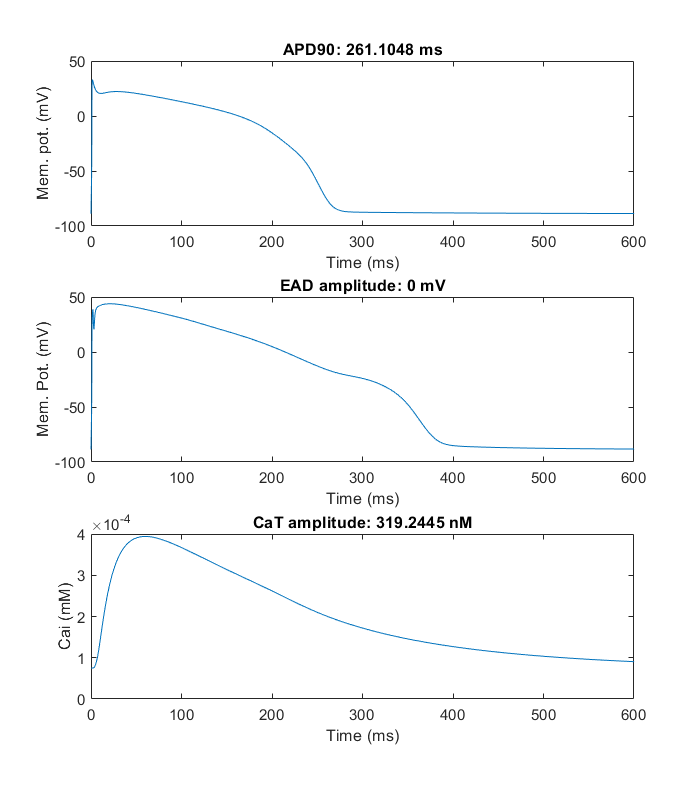 APD90: 261.1048 ms
50
0
-50
-100
Mem. pot. (mV)
0 100 200 300 400 500 600
Time (ms)
EAD amplitude: 0 mV
50
0
-50
-100
Mem. Pot. (mV)
0 100 200 300 400 500 600
Time (ms)
CaT amplitude: 319.2445 nM
×10-4
4
3
2
1
0
Cai (mM)
0 100 200 300 400 500 600
Time (ms)